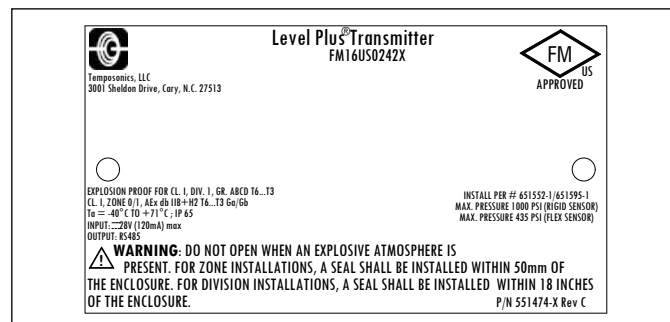 Level Plus® Transmitter
FM16US0242X
FM
US
APPROVED
Temposonics, LLC
3001 Sheldon Drive, Cary, N.C. 27513
EXPLOSION PROOF FOR CL. I, DIV. 1, GR. ABCD T6...T3
CL. I, ZONE 0/1, AEx db IIB+H2 T6...T3 Ga/Gb
Ta = -40°C TO +71°C ; IP 65
INPUT: ⎓28V (120mA) max
OUTPUT: RS485
INSTALL PER # 651552-1/651595-1
MAX. PRESSURE 1000 PSI (RIGID SENSOR)
MAX. PRESSURE 435 PSI (FLEX SENSOR)
WARNING: DO NOT OPEN WHEN AN EXPLOSIVE ATMOSPHERE IS
PRESENT. FOR ZONE INSTALLATIONS, A SEAL SHALL BE INSTALLED WITHIN 50mm OF
THE ENCLOSURE. FOR DIVISION INSTALLATIONS, A SEAL SHALL BE INSTALLED WITHIN 18 INCHES
OF THE ENCLOSURE.
P/N 551474-X Rev C